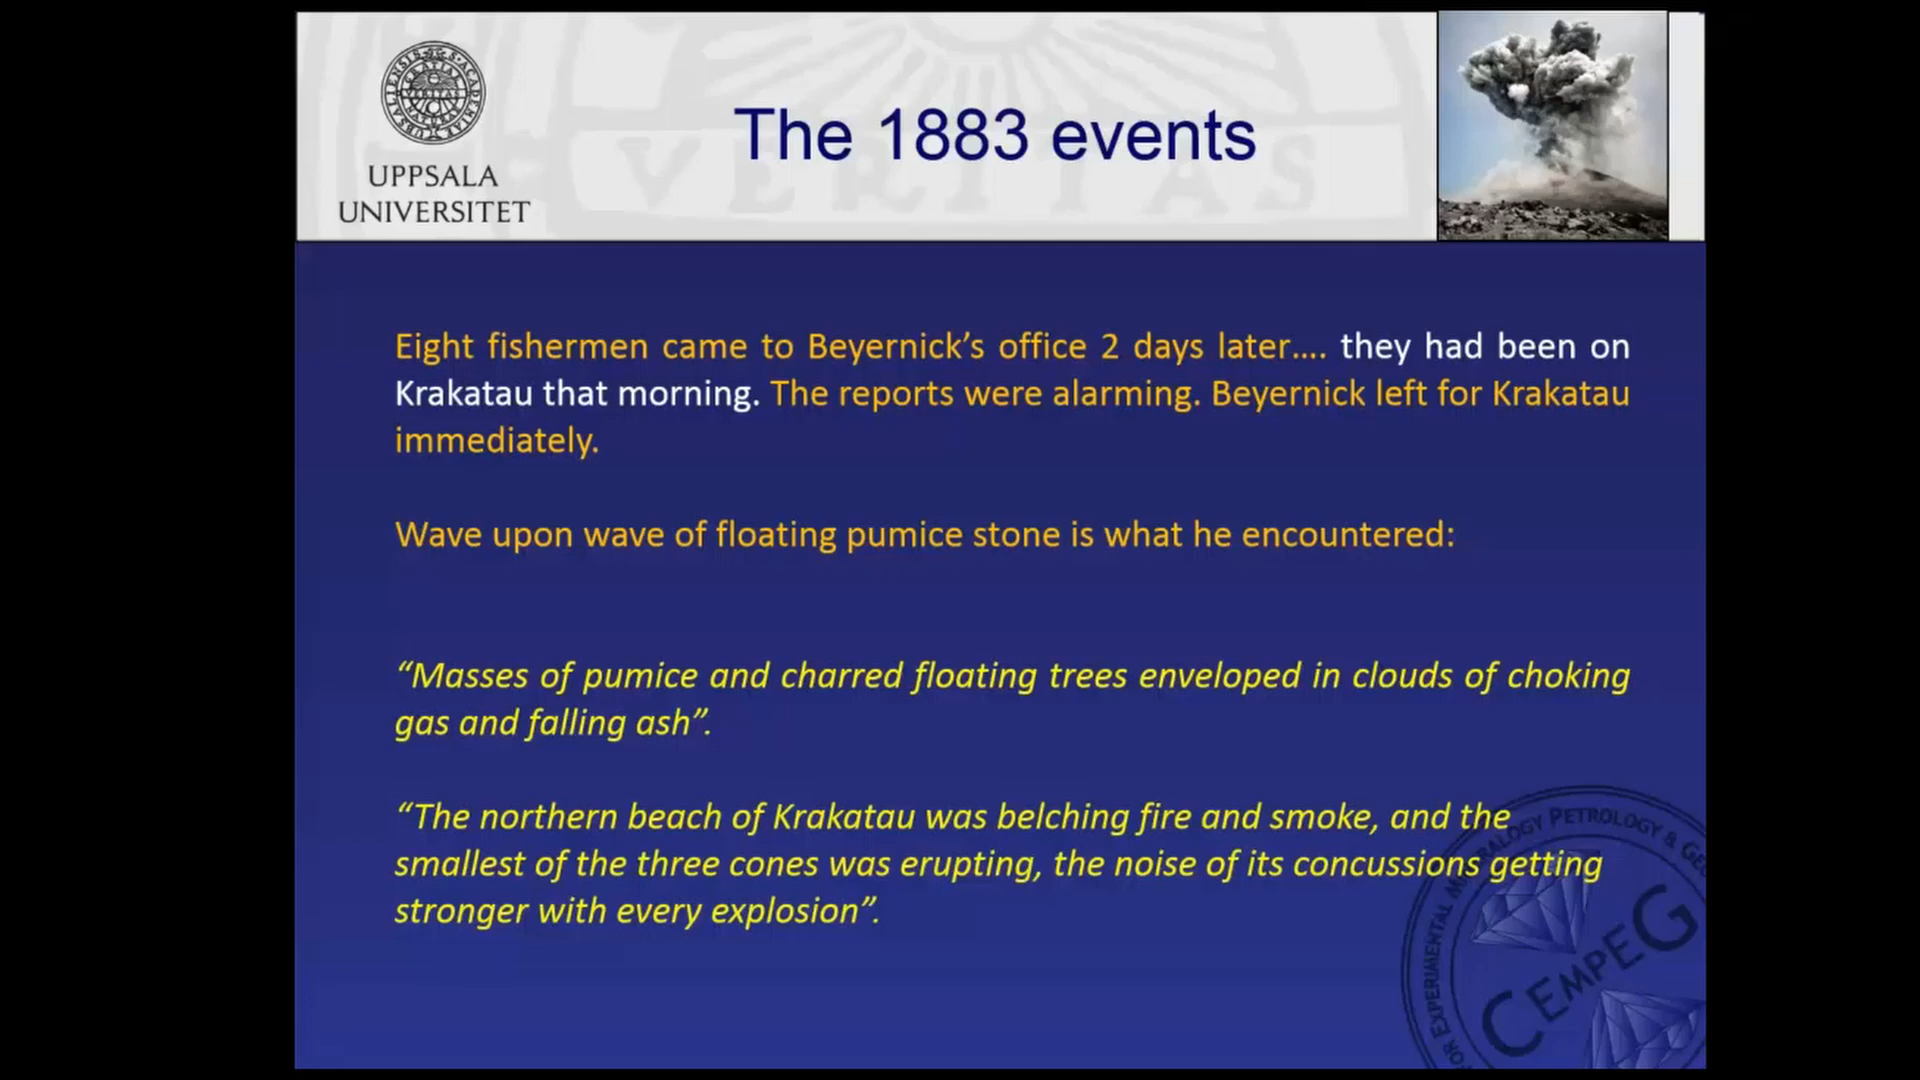 UPPSALA
UNIVERSITET
The 1883 events
Eight fishermen came to Beyernick’s office 2 days later.... they had been on
Krakatau that morning. The reports were alarming. Beyernick left for Krakatau
immediately.
Wave upon wave of floating pumice stone is what he encountered:
“Masses of pumice and charred floating trees enveloped in clouds of choking
gas and falling ash”.
“The northern beach of Krakatau was belching fire and smoke, and the
smallest of the three cones was erupting, the noise of its concussions getting
stronger with every explosion”.
FOR EXPERIMENTAL PETROLOGY &
CEMPEG
VERITAS